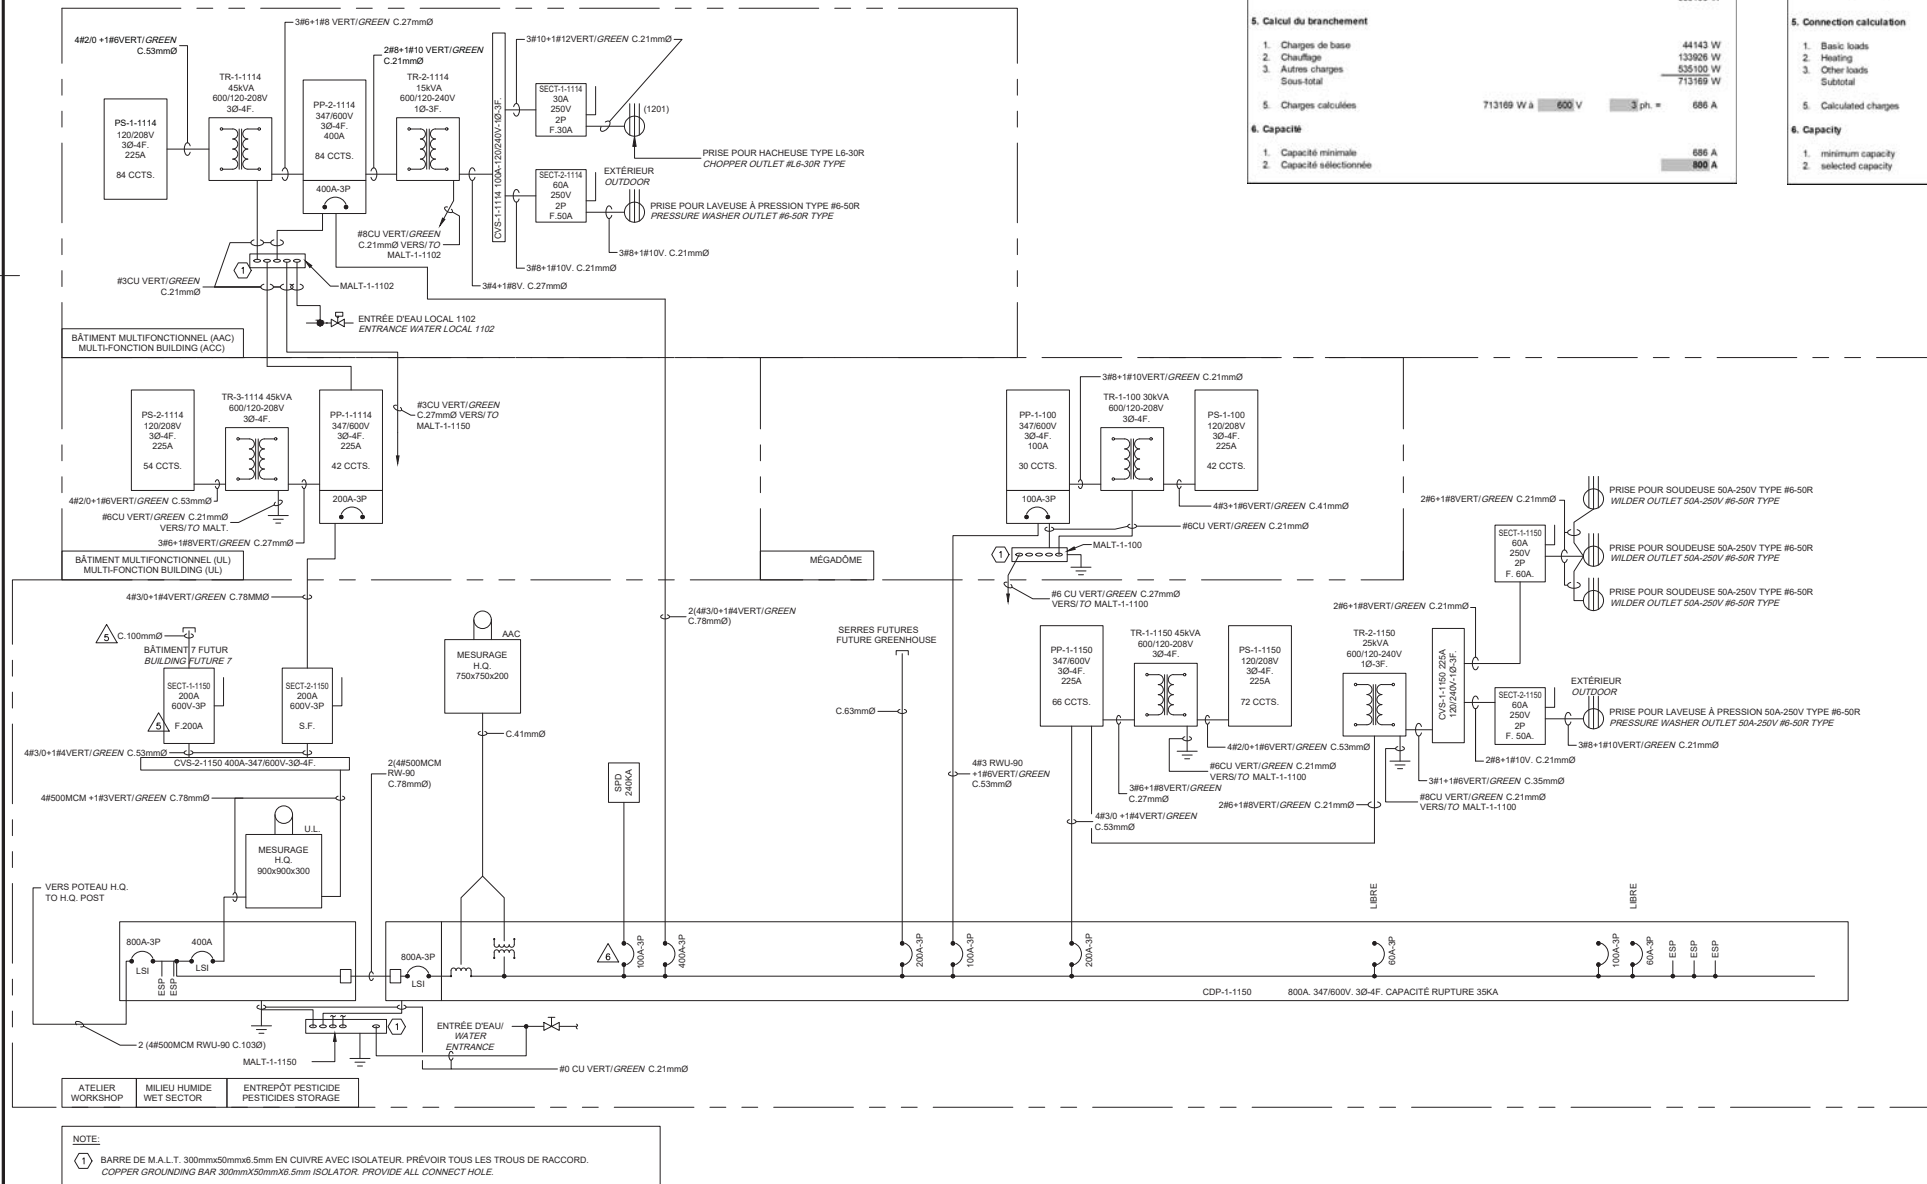 3#6+1#8 VERT/GREEN C.27mmØ
4#2/0 +1#6VERT/GREEN
C.53mmØ
2#8+1#10 VERT/GREEN
C.21mmØ
3#10+1#12VERT/GREEN C.21mmØ
TR-1-1114
45kVA
600/120-208V
3Ø-4F.
TR-2-1114
15kVA
600/120-240V
1Ø-3F.
PS-1-1114
120/208V
3Ø-4F.
225A
84 CCTS.
PP-2-1114
347/600V
3Ø-4F.
400A
84 CCTS.
400A-3P
CVS-1-1114 100A-120/240V-1Ø-3F.
SECT-1-1114
30A
250V
2P
F.30A
(1201)
PRISE POUR HACHEUSE TYPE L6-30R
CHOPPER OUTLET #L6-30R TYPE
SECT-2-1114
60A
250V
2P
F.50A
EXTÉRIEUR
OUTDOOR
PRISE POUR LAVEUSE À PRESSION TYPE #6-50R
PRESSURE WASHER OUTLET #6-50R TYPE
#8CU VERT/GREEN
C.21mmØ VERS/TO
MALT-1-1102
3#8+1#10V. C.21mmØ
3#8+1#10V. C.21mmØ
3#4+1#8V. C.27mmØ
1
#3CU VERT/GREEN
C.21mmØ
MALT-1-1102
ENTRÉE D'EAU LOCAL 1102
ENTRANCE WATER LOCAL 1102
BÂTIMENT MULTIFONCTIONNEL (AAC)
MULTI-FONCTION BUILDING (ACC)
5. Calcul du branchement
1. Charges de base 44143 W
2. Chauffage 133926 W
3. Autres charges 535100 W
Sous-total 713169 W
5. Charges calculées 713169 W à 600 V 3 ph. = 686 A
6. Capacité
1. Capacité minimale 686 A
2. Capacité sélectionnée 800 A
5. Connection calculation
1. Basic loads
2. Heating
3. Other loads
Subtotal
5. Calculated charges
6. Capacity
1. minimum capacity
2. selected capacity
PS-2-1114
120/208V
3Ø-4F.
225A
54 CCTS.
TR-3-1114 45kVA
600/120-208V
3Ø-4F.
PP-1-1114
347/600V
3Ø-4F.
225A
42 CCTS.
200A-3P
#3CU VERT/GREEN
C.27mmØ VERS/TO
MALT-1-1150
4#2/0+1#6VERT/GREEN C.53mmØ
#6CU VERT/GREEN C.21mmØ
VERS/TO MALT.
3#6+1#8VERT/GREEN C.27mmØ
BÂTIMENT MULTIFONCTIONNEL (UL)
MULTI-FONCTION BUILDING (UL)
3#8+1#10VERT/GREEN C.21mmØ
PP-1-100
347/600V
3Ø-4F.
100A
30 CCTS.
100A-3P
TR-1-100 30kVA
600/120-208V
3Ø-4F.
PS-1-100
120/208V
3Ø-4F.
225A
42 CCTS.
4#3+1#6VERT/GREEN C.41mmØ
#6CU VERT/GREEN C.21mmØ
MALT-1-100
1
MÉGADÔME
#6 CU VERT/GREEN C.27mmØ
VERS/TO MALT-1-1100
2#6+1#8VERT/GREEN C.21mmØ
PRISE POUR SOUDEUSE 50A-250V TYPE #6-50R
WILDER OUTLET 50A-250V #6-50R TYPE
SECT-1-1150
60A
250V
2P
F. 60A.
PRISE POUR SOUDEUSE 50A-250V TYPE #6-50R
WILDER OUTLET 50A-250V #6-50R TYPE
PRISE POUR SOUDEUSE 50A-250V TYPE #6-50R
WILDER OUTLET 50A-250V #6-50R TYPE
4#3/0+1#4VERT/GREEN C.78MMØ
5
C.100mmØ
BÂTIMENT 7 FUTUR
BUILDING FUTURE 7
SECT-1-1150
200A
600V-3P
F.200A
5
SECT-2-1150
200A
600V-3P
S.F.
4#3/0+1#4VERT/GREEN C.53mmØ
CVS-2-1150 400A-347/600V-3Ø-4F.
4#500MCM +1#3VERT/GREEN C.78mmØ
U.L.
MESURAGE
H.Q.
900x900x300
VERS POTEAU H.Q.
TO H.Q. POST
AAC
MESURAGE
H.Q.
750x750x200
C.41mmØ
2(4#500MCM
RW-90
C.78mmØ)
SPD
240KA
2(4#3/0+1#4VERT/GREEN
C.78mmØ)
SERRES FUTURES
FUTURE GREENHOUSE
C.63mmØ
4#3 RWU-90
+1#6VERT/GREEN
C.53mmØ
PP-1-1150
347/600V
3Ø-4F.
225A
66 CCTS.
TR-1-1150 45kVA
600/120-208V
3Ø-4F.
PS-1-1150
120/208V
3Ø-4F.
225A
72 CCTS.
4#2/0+1#6VERT/GREEN C.53mmØ
#6CU VERT/GREEN C.21mmØ
VERS/TO MALT-1-1100
3#6+1#8VERT/GREEN
C.27mmØ
4#3/0 +1#4VERT/GREEN
C.53mmØ
2#6+1#8VERT/GREEN C.21mmØ
2#6+1#8VERT/GREEN C.21mmØ
TR-2-1150
25kVA
600/120-240V
1Ø-3F.
CVS-1-1150 225A
120/240V-1Ø-3F.
SECT-2-1150
60A
250V
2P
F. 50A.
EXTÉRIEUR
OUTDOOR
PRISE POUR LAVEUSE À PRESSION 50A-250V TYPE #6-50R
PRESSURE WASHER OUTLET 50A-250V #6-50R TYPE
3#8+1#10VERT/GREEN C.21mmØ
2#8+1#10V. C.21mmØ
3#1+1#6VERT/GREEN C.35mmØ
#8CU VERT/GREEN C.21mmØ
VERS/TO MALT-1-1100
LIBRE
LIBRE
800A-3P
LSI
400A
LSI
ESP
ESP
800A-3P
LSI
6
100A-3P
400A-3P
200A-3P
100A-3P
200A-3P
60A-3P
100A-3P
60A-3P
ESP
ESP
ESP
CDP-1-1150 800A. 347/600V. 3Ø-4F. CAPACITÉ RUPTURE 35KA
2 (4#500MCM RWU-90 C.103Ø)
MALT-1-1150
1
ENTRÉE D'EAU/
WATER
ENTRANCE
#0 CU VERT/GREEN C.21mmØ
ATELIER
WORKSHOP
MILIEU HUMIDE
WET SECTOR
ENTREPÔT PESTICIDE
PESTICIDES STORAGE
NOTE:
1 BARRE DE M.A.L.T. 300mmx50mmx6.5mm EN CUIVRE AVEC ISOLATEUR. PRÉVOIR TOUS LES TROUS DE RACCORD.
COPPER GROUNDING BAR 300mmX50mmX6.5mm ISOLATOR. PROVIDE ALL CONNECT HOLE.